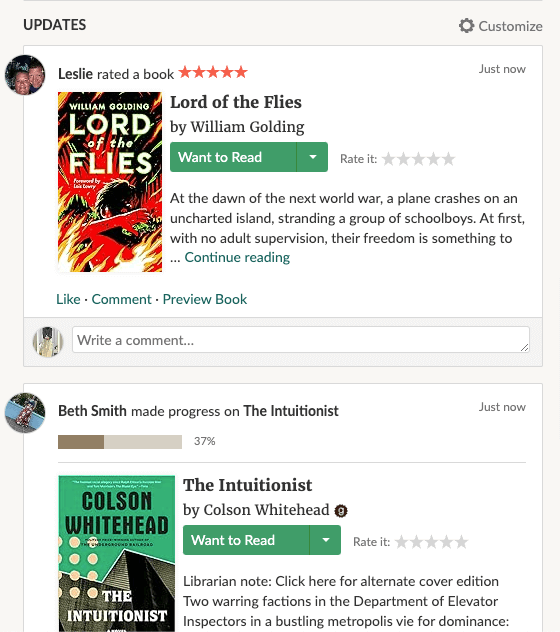 UPDATES
Customize
Leslie rated a book
Just now
WILLIAM GOLDING
LORD
of the
FLIES
Foreword by
Lois Lowry
Lord of the Flies
by William Golding
Want to Read
Rate it:
At the dawn of the next world war, a plane crashes on an
uncharted island, stranding a group of schoolboys. At first,
with no adult supervision, their freedom is something to
... Continue reading
Like · Comment · Preview Book
Write a comment...
Beth Smith made progress on The Intuitionist
Just now
37%
COLSON
WHITEHEAD
THE UNDERGROUND RAILROAD
THE
INTUITIONIST
The Intuitionist
by Colson Whitehead g
Want to Read
Rate it:
Librarian note: Click here for alternate cover edition
Two warring factions in the Department of Elevator
Inspectors in a bustling metropolis vie for dominance: